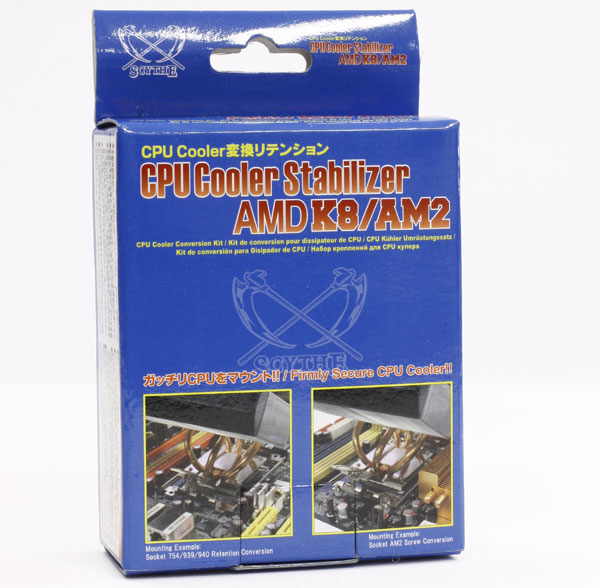 SCYTHE
CPU Cooler変換リテンション
CPU Cooler Stabilizer
AMD K8/AM2
CPU Cooler変換リテンション
CPU Cooler Stabilizer
AMD K8/AM2
CPU Cooler Conversion Kit / Kit de conversion pour dissipateur de CPU / CPU Kühler Umrüstungssatz /
Kit de conversión para Disipador de CPU / Набор креплений для CPU кулера
SCYTHE
ガッチリCPUをマウント!! / Firmly Secure CPU Cooler!!
Mounting Example:
Socket 754/939/940 Retention Conversion
Mounting Example:
Socket AM2 Screw Conversion